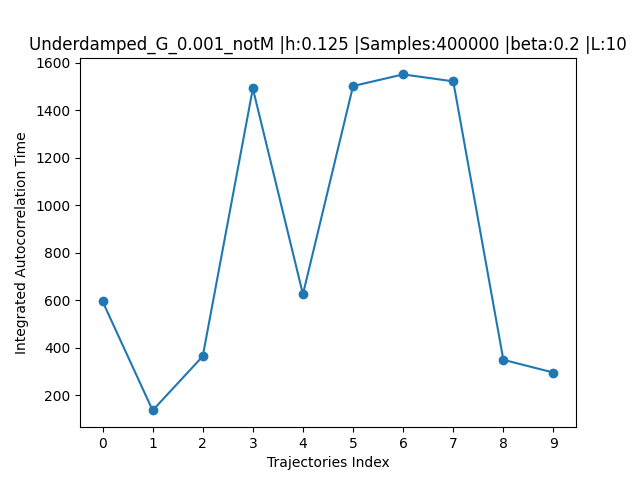 Underdamped_G_0.001_notM |h:0.125 |Samples:400000 |beta:0.2 |L:10
1600
1400
1200
1000
800
600
400
200
Integrated Autocorrelation Time
0 1 2 3 4 5 6 7 8 9
Trajectories Index